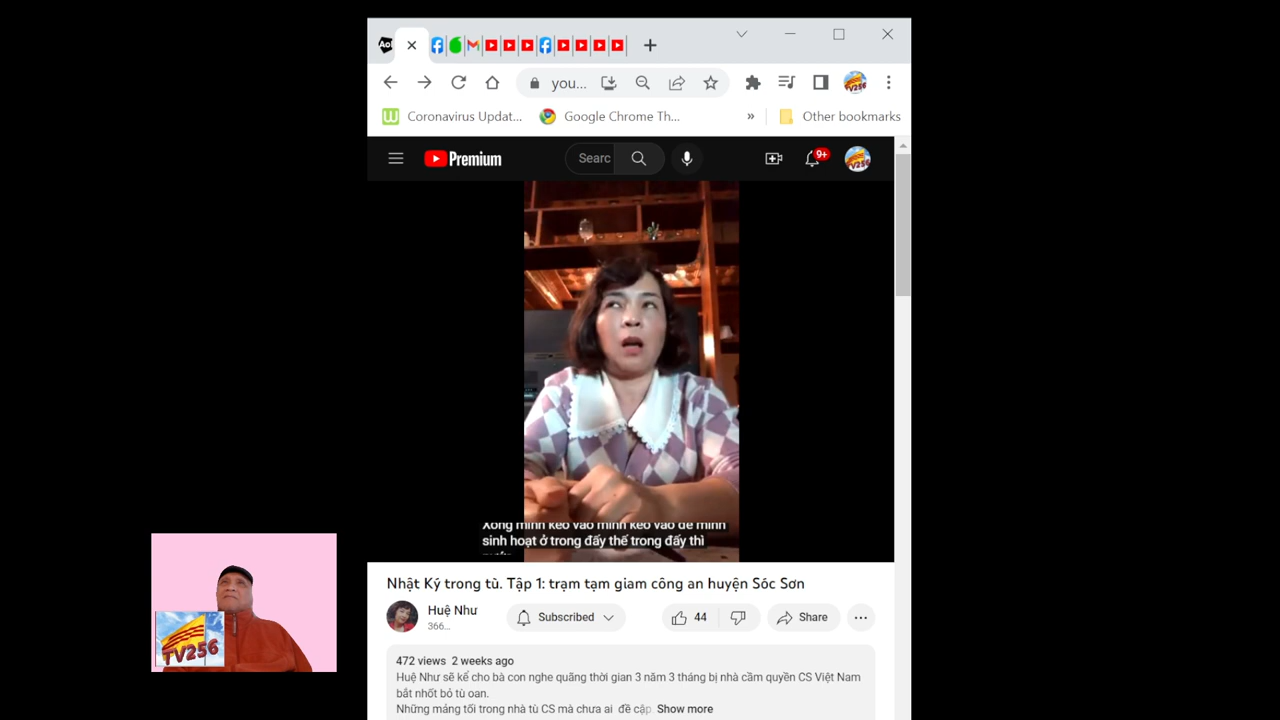 you...
Coronavirus Updat...
Google Chrome Th...
»
Other bookmarks
Premium
Searc
9+
Xong mình kéo vào mình kéo vào để mình
sinh hoạt ở trong đấy thế trong đấy thì
Nhật Ký trong tù. Tập 1: trạm tạm giam công an huyện Sóc Sơn
Huệ Như
366...
Subscribed
44
Share
472 views 2 weeks ago
Huệ Như sẽ kể cho bà con nghe quãng thời gian 3 năm 3 tháng bị nhà cầm quyền CS Việt Nam
bắt nhốt bỏ tù oan.
Những mảng tối trong nhà tù CS mà chưa ai đề cập. Show more
TV256